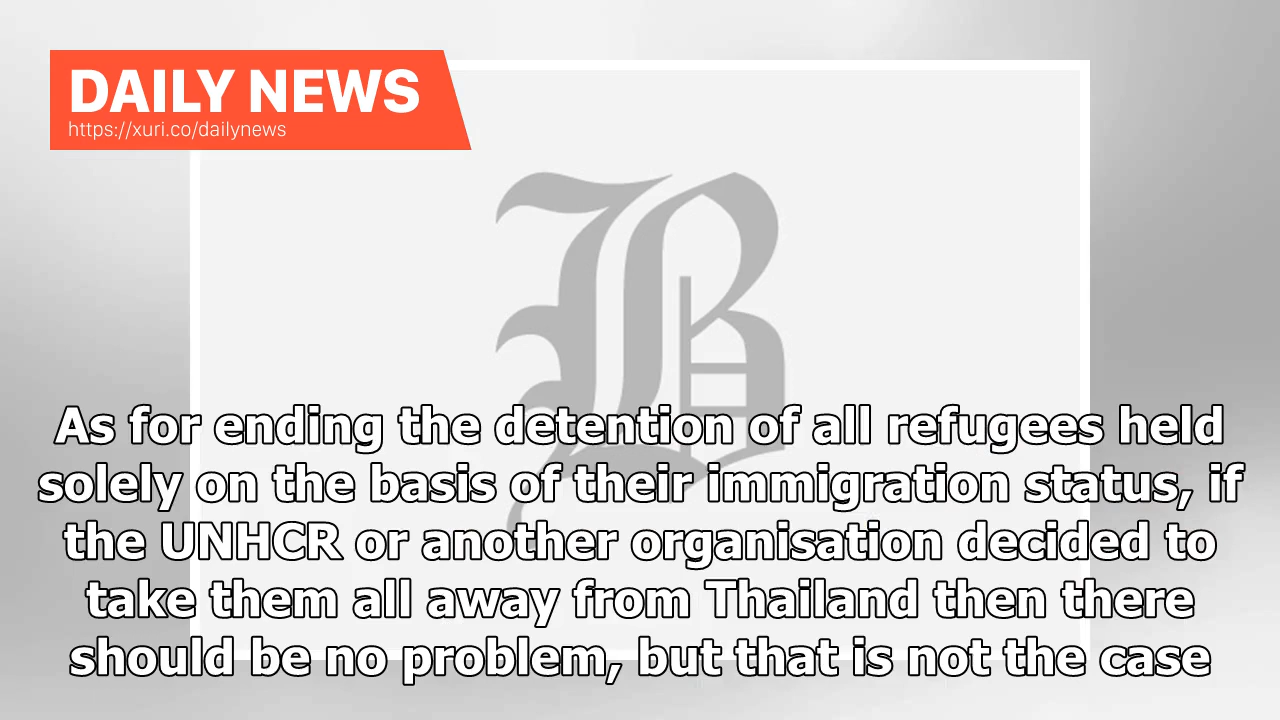 DAILY NEWS
https://xuri.co/dailynews
B
As for ending the detention of all refugees held
solely on the basis of their immigration status, if
the UNHCR or another organisation decided to
take them all away from Thailand then there
should be no problem, but that is not the case